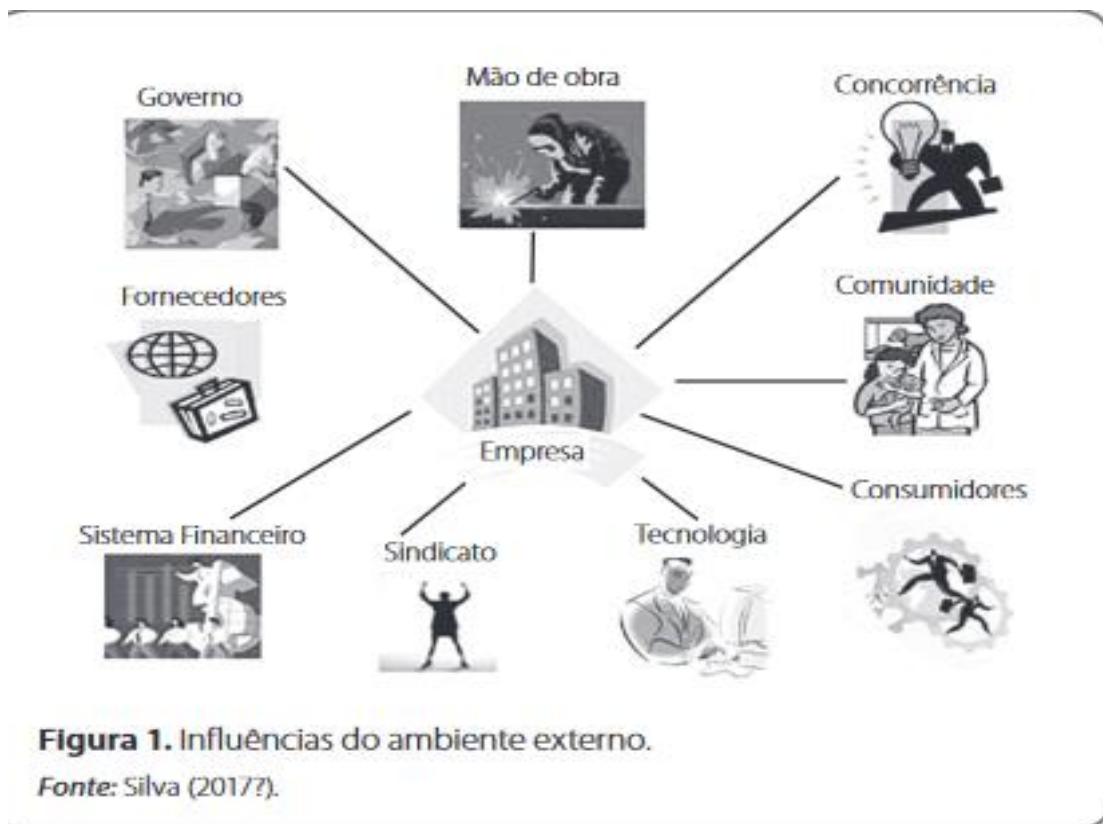 Governo
Mão de obra
Concorrência
Fornecedores
Comunidade
Empresa
Consumidores
Sistema Financeiro
Sindicato
Tecnologia
Figura 1. Influências do ambiente externo.
Fonte: Silva (2017?).